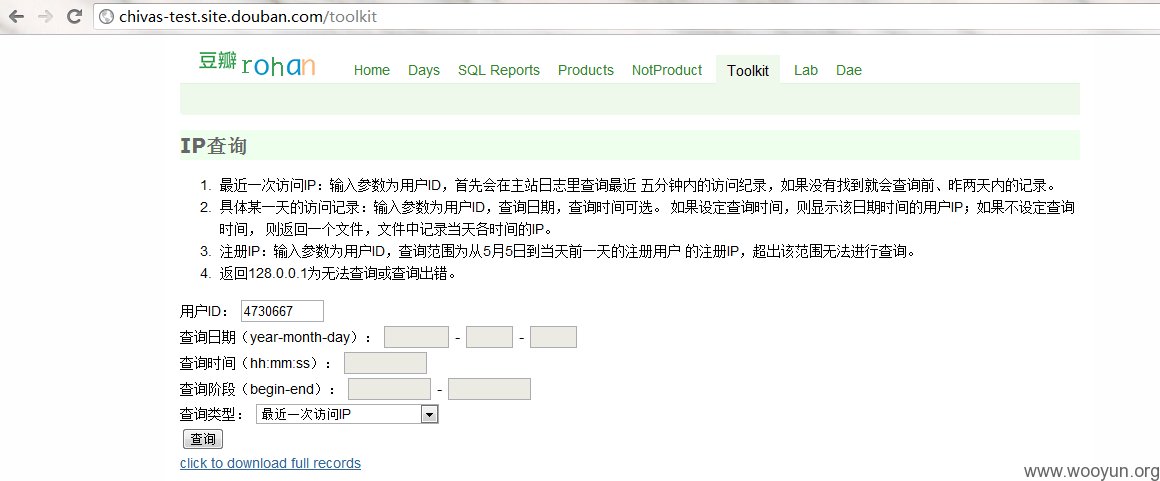 chivas-test.site.douban.com/toolkit
豆瓣 rohan Home Days SQL Reports Products NotProduct Toolkit Lab Dae
IP查询
1. 最近一次访问IP：输入参数为用户ID，首先会在主站日志里查询最近 五分钟内的访问纪录，如果没有找到就会查询前、昨两天内的记录。
2. 具体某一天的访问记录：输入参数为用户ID，查询日期，查询时间可选。 如果设定查询时间，则显示该日期时间的用户IP；如果不设定查询
时间， 则返回一个文件，文件中记录当天各时间的IP。
3. 注册IP：输入参数为用户ID，查询范围为从5月5日到当天前一天的注册用户 的注册IP，超出该范围无法进行查询。
4. 返回128.0.0.1为无法查询或查询出错。
用户ID： 4730667
查询日期（year-month-day）： - -
查询时间（hh:mm:ss）：
查询阶段（begin-end）： -
查询类型： 最近一次访问IP
查询
click to download full records
www.wooyun.org